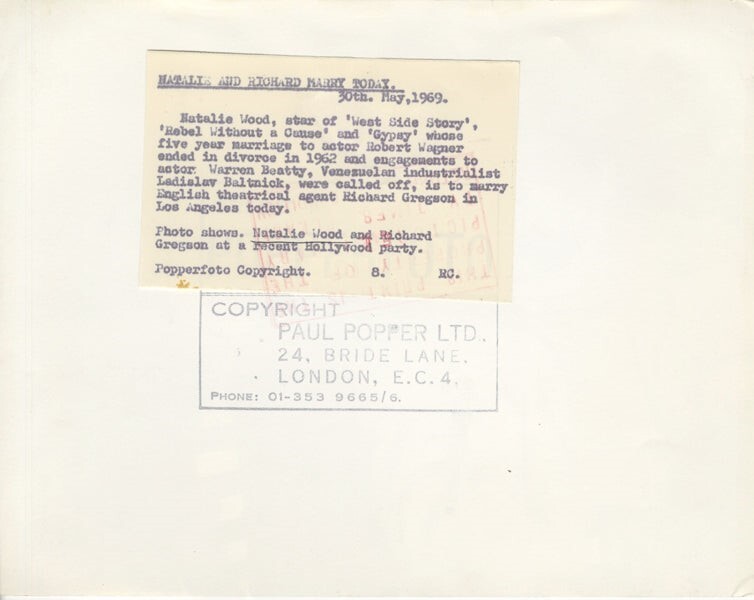 NATALIE AND RICHARD MARRY TODAY.
30th. May,1969.
Natalie Wood, star of 'West Side Story',
'Rebel Without a Cause' and 'Gypsy' whose
five year marriage to actor Robert Wagner
ended in divorce in 1962 and engagements to
actor Warren Beatty, Venezuelan industrialist
Ladislav Baltnick, were called off, is to marry
English theatrical agent Richard Gregson in
Los Angeles today.
Photo shows. Natalie Wood and Richard
Gregson at a recent Hollywood party.
Popperfoto Copyright. 8. RC.
COPYRIGHT
PAUL POPPER LTD.
24, BRIDE LANE,
LONDON, E.C.4.
PHONE: 01-353 9665/6.